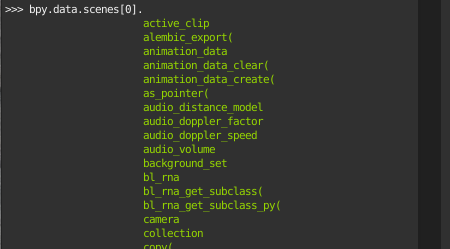 >>> bpy.data.scenes[0].
active_clip
alembic_export(
animation_data
animation_data_clear(
animation_data_create(
as_pointer(
audio_distance_model
audio_doppler_factor
audio_doppler_speed
audio_volume
background_set
bl_rna
bl_rna_get_subclass(
bl_rna_get_subclass_py(
camera
collection
copy(